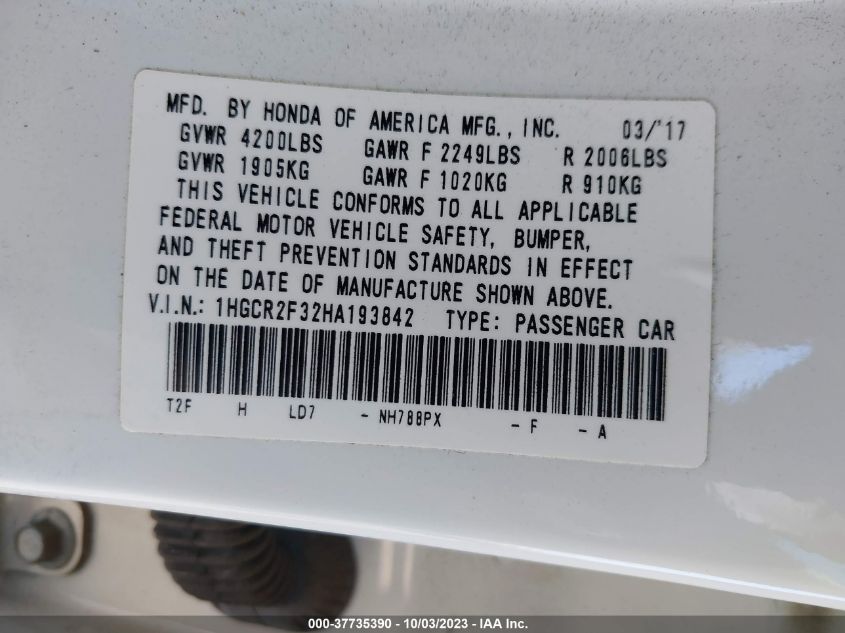 MFD. BY HONDA OF AMERICA MFG., INC. 03/'17
GVWR 4200LBS GAWR F 2249LBS R 2006LBS
GVWR 1905KG GAWR F 1020KG R 910KG
THIS VEHICLE CONFORMS TO ALL APPLICABLE
FEDERAL MOTOR VEHICLE SAFETY, BUMPER,
AND THEFT PREVENTION STANDARDS IN EFFECT
ON THE DATE OF MANUFACTURE SHOWN ABOVE.
V.I.N.: 1HGCR2F32HA193842 TYPE: PASSENGER CAR
T2F H LD7 - NH788PX - F - A
000-37735390 - 10/03/2023 - IAA Inc.